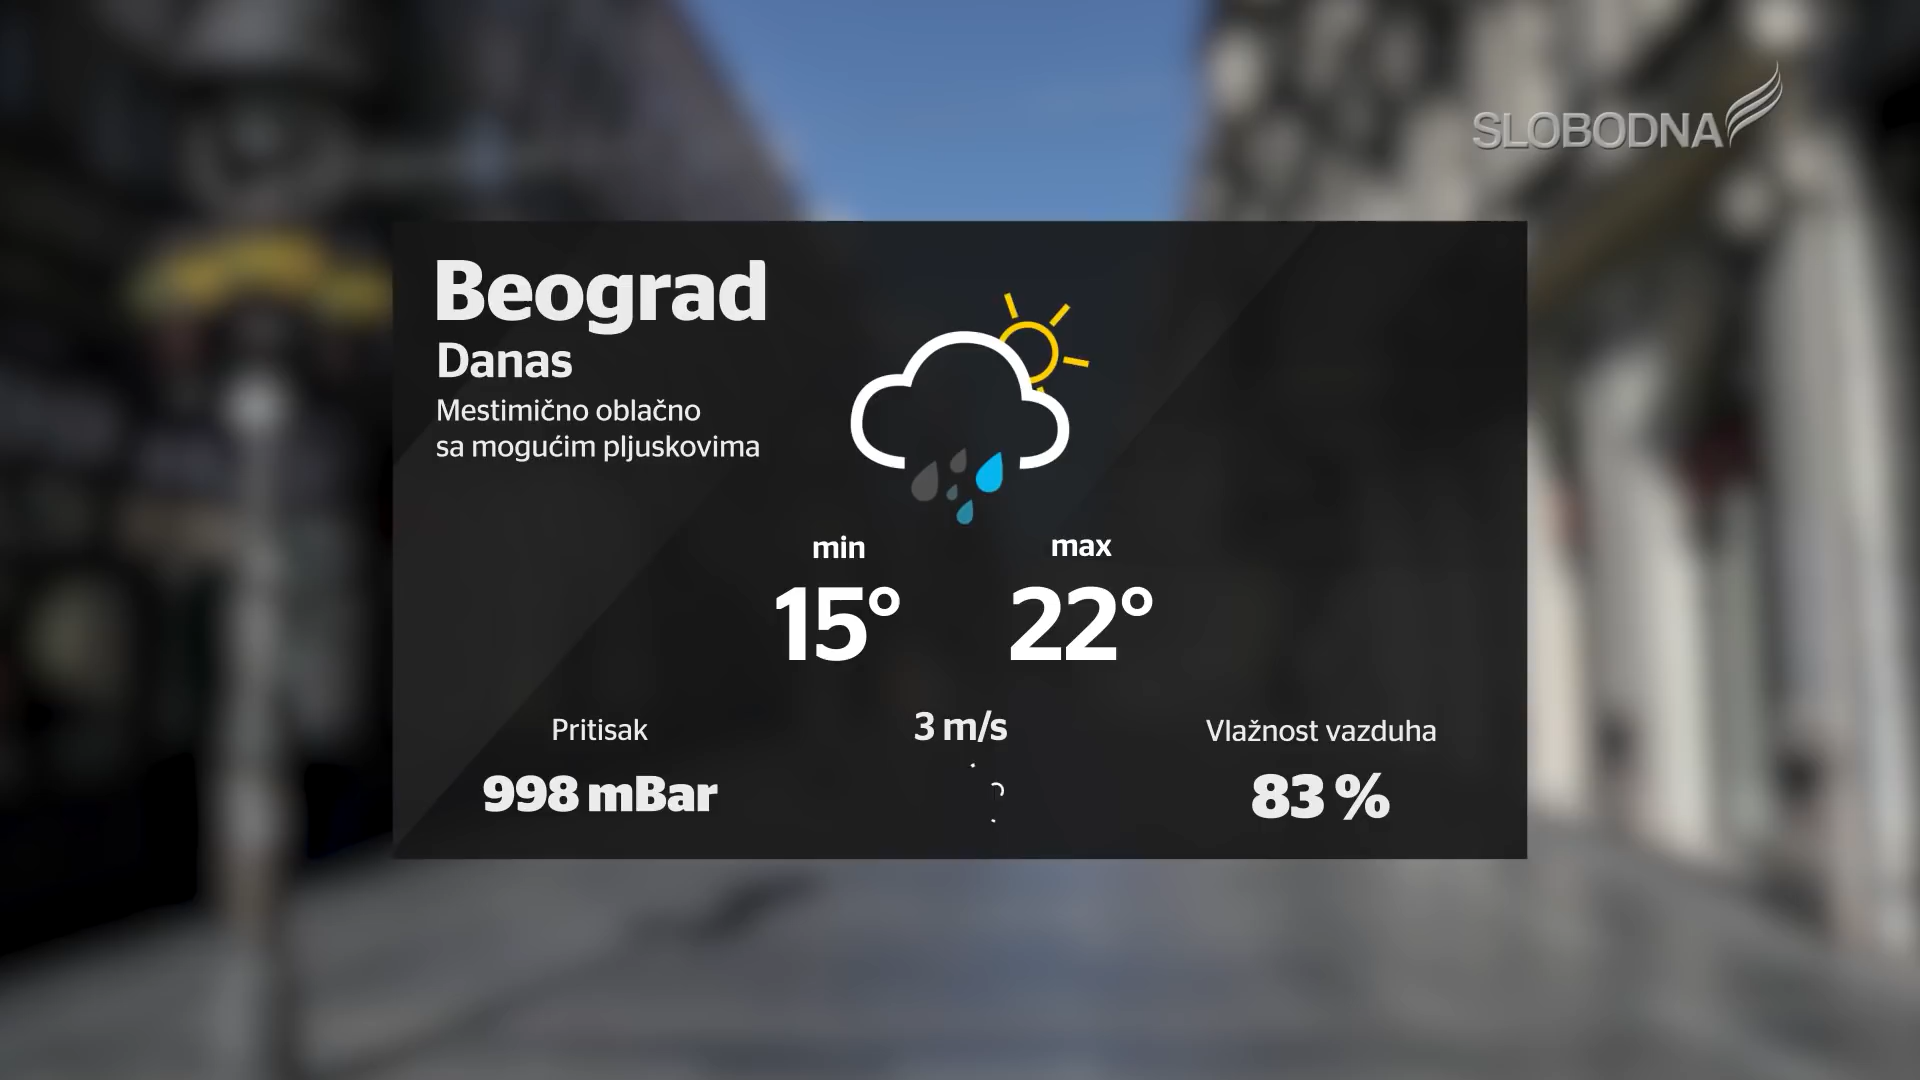 SLOBODNA
Beograd
Danas
Mestimično oblačno
sa mogućim pljuskovima
min
max
15°
22°
Pritisak
3 m/s
Vlažnost vazduha
998 mBar
83 %